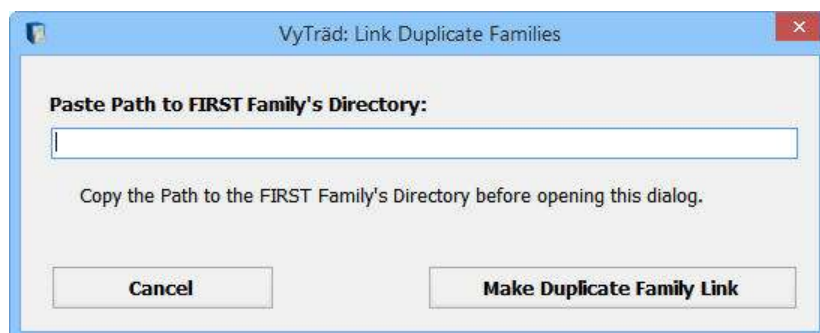 VyTräd: Link Duplicate Families
Paste Path to FIRST Family's Directory:
Copy the Path to the FIRST Family's Directory before opening this dialog.
Cancel
Make Duplicate Family Link